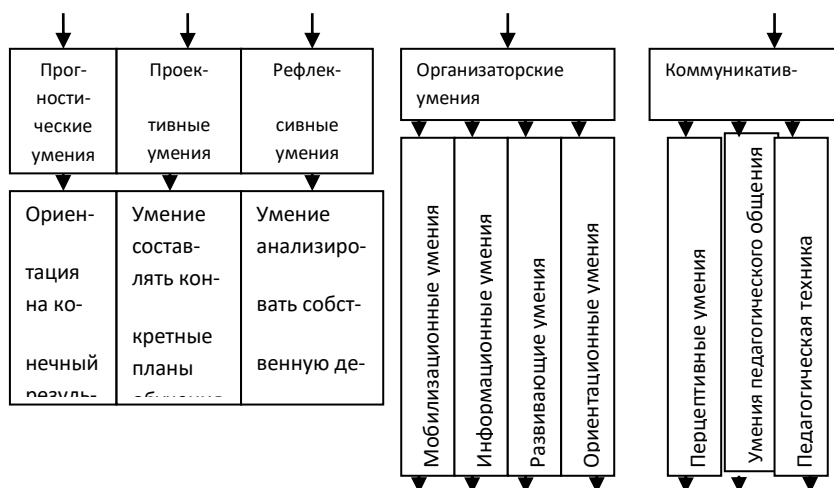 Прог-
ности-
ческие
умения
Проек-
тивные
умения
Рефлек-
сивные
умения
Организаторские
умения
Коммуникатив-
Ориен-
тация
на ко-
нечный
резуль-
Умение
состав-
лять кон-
кретные
планы
обучения
Умение
анализиро-
вать собст-
венную де-
Мобилизационные умения
Информационные умения
Развивающие умения
Ориентационные умения
Перцептивные умения
Умения педагогического общения
Педагогическая техника